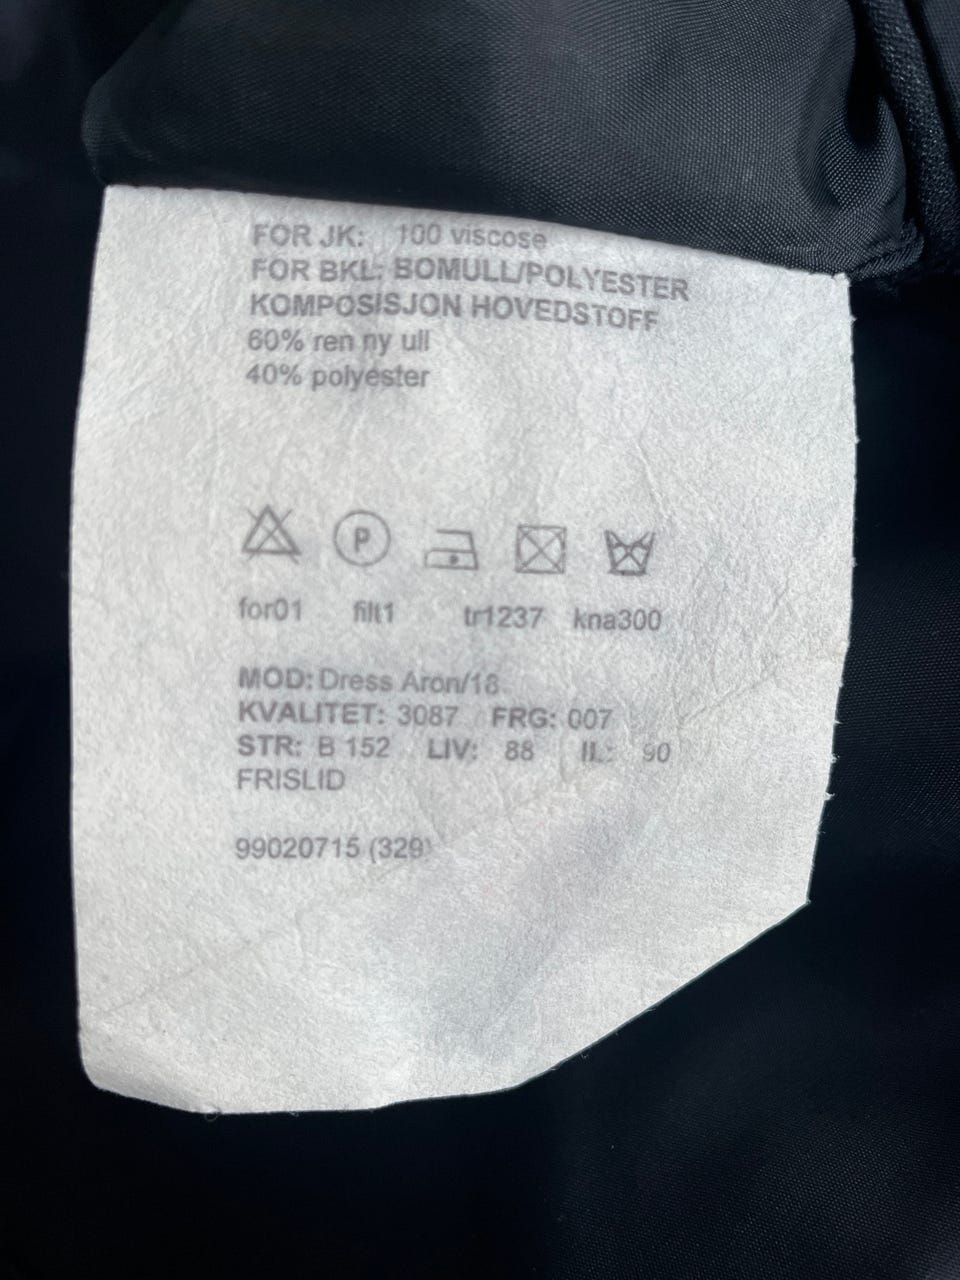 FOR JK: 100 viscose
FOR BKL: BOMULL/POLYESTER
KOMPOSISJON HOVEDSTOFF
60% ren ny ull
40% polyester
P
for01 filt1 tr1237 kna300
MOD: Dress Aron/18
KVALITET: 3087 FRG: 007
STR: B 152 LIV: 88 IL: 90
FRISLID
99020715 (329)